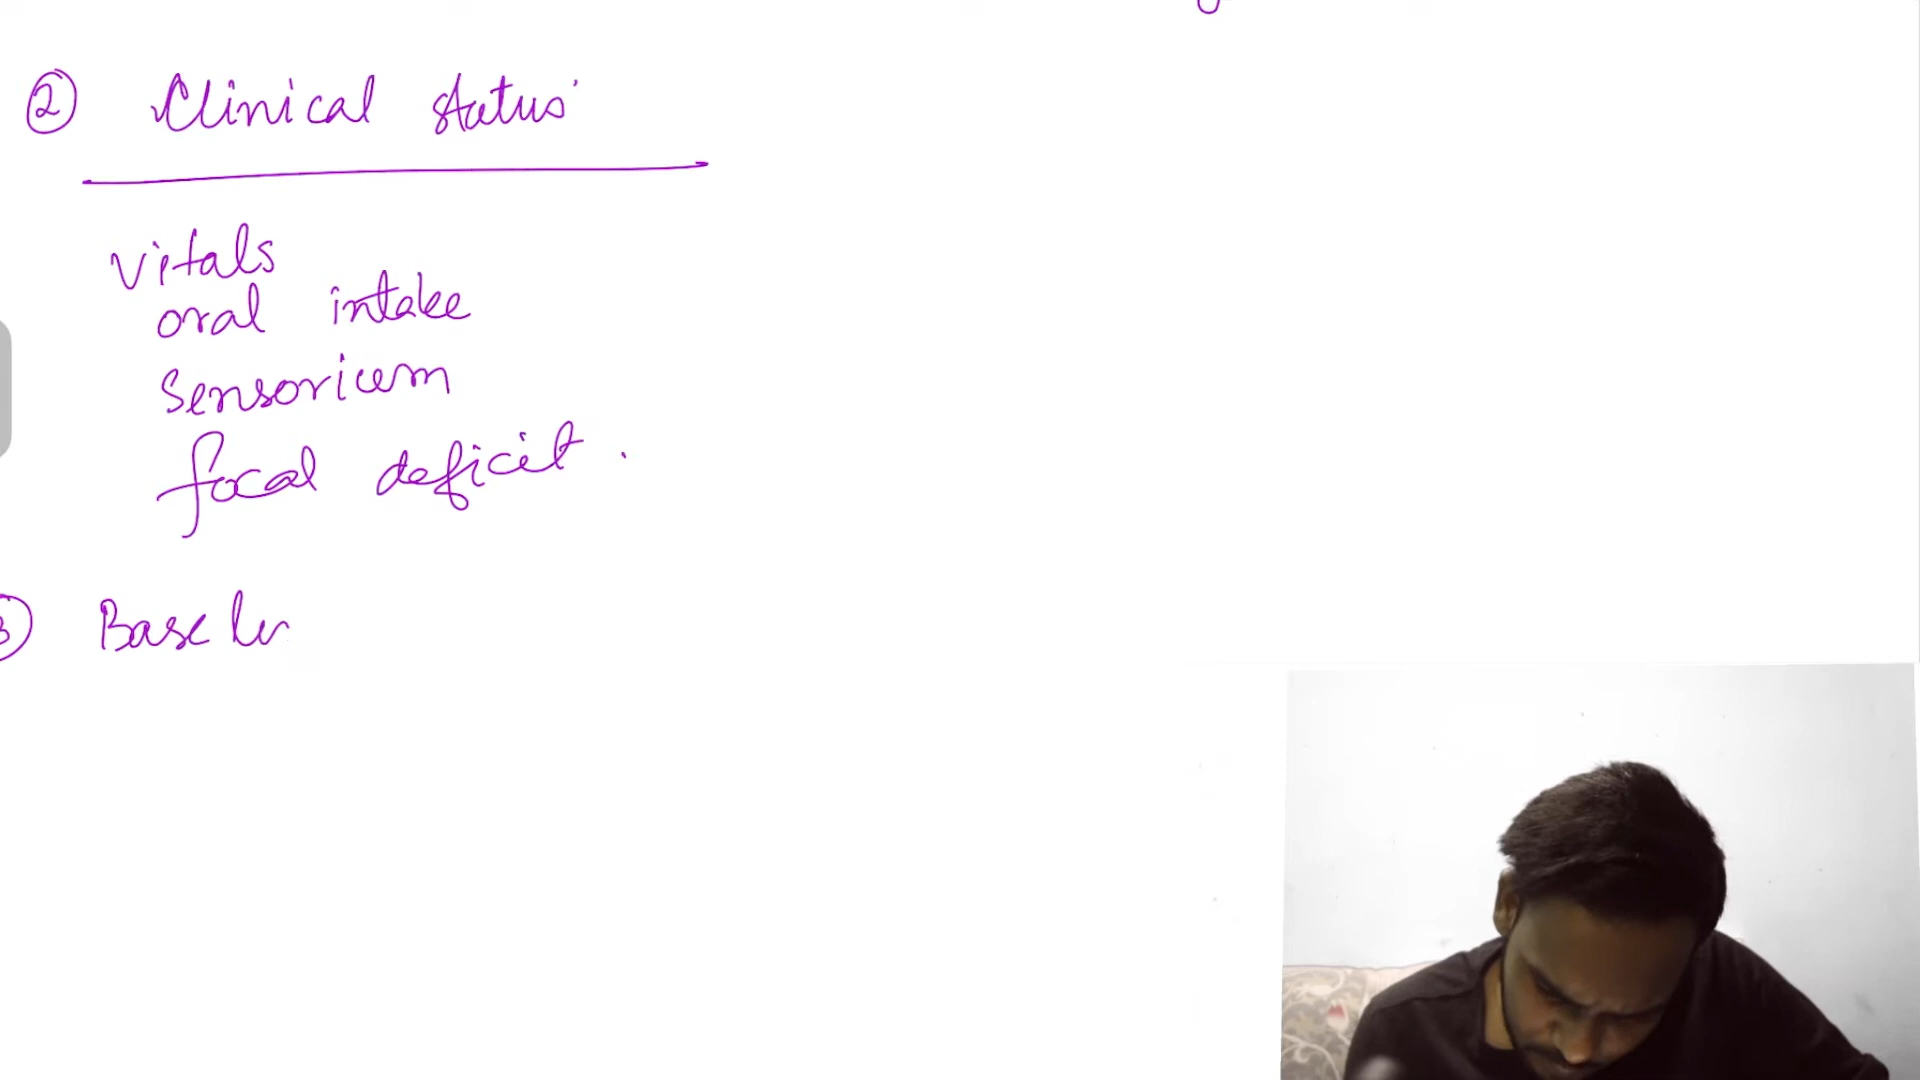 ② Clinical status
Vitals
oral intake
Sensorium
focal deficit .
③ Base